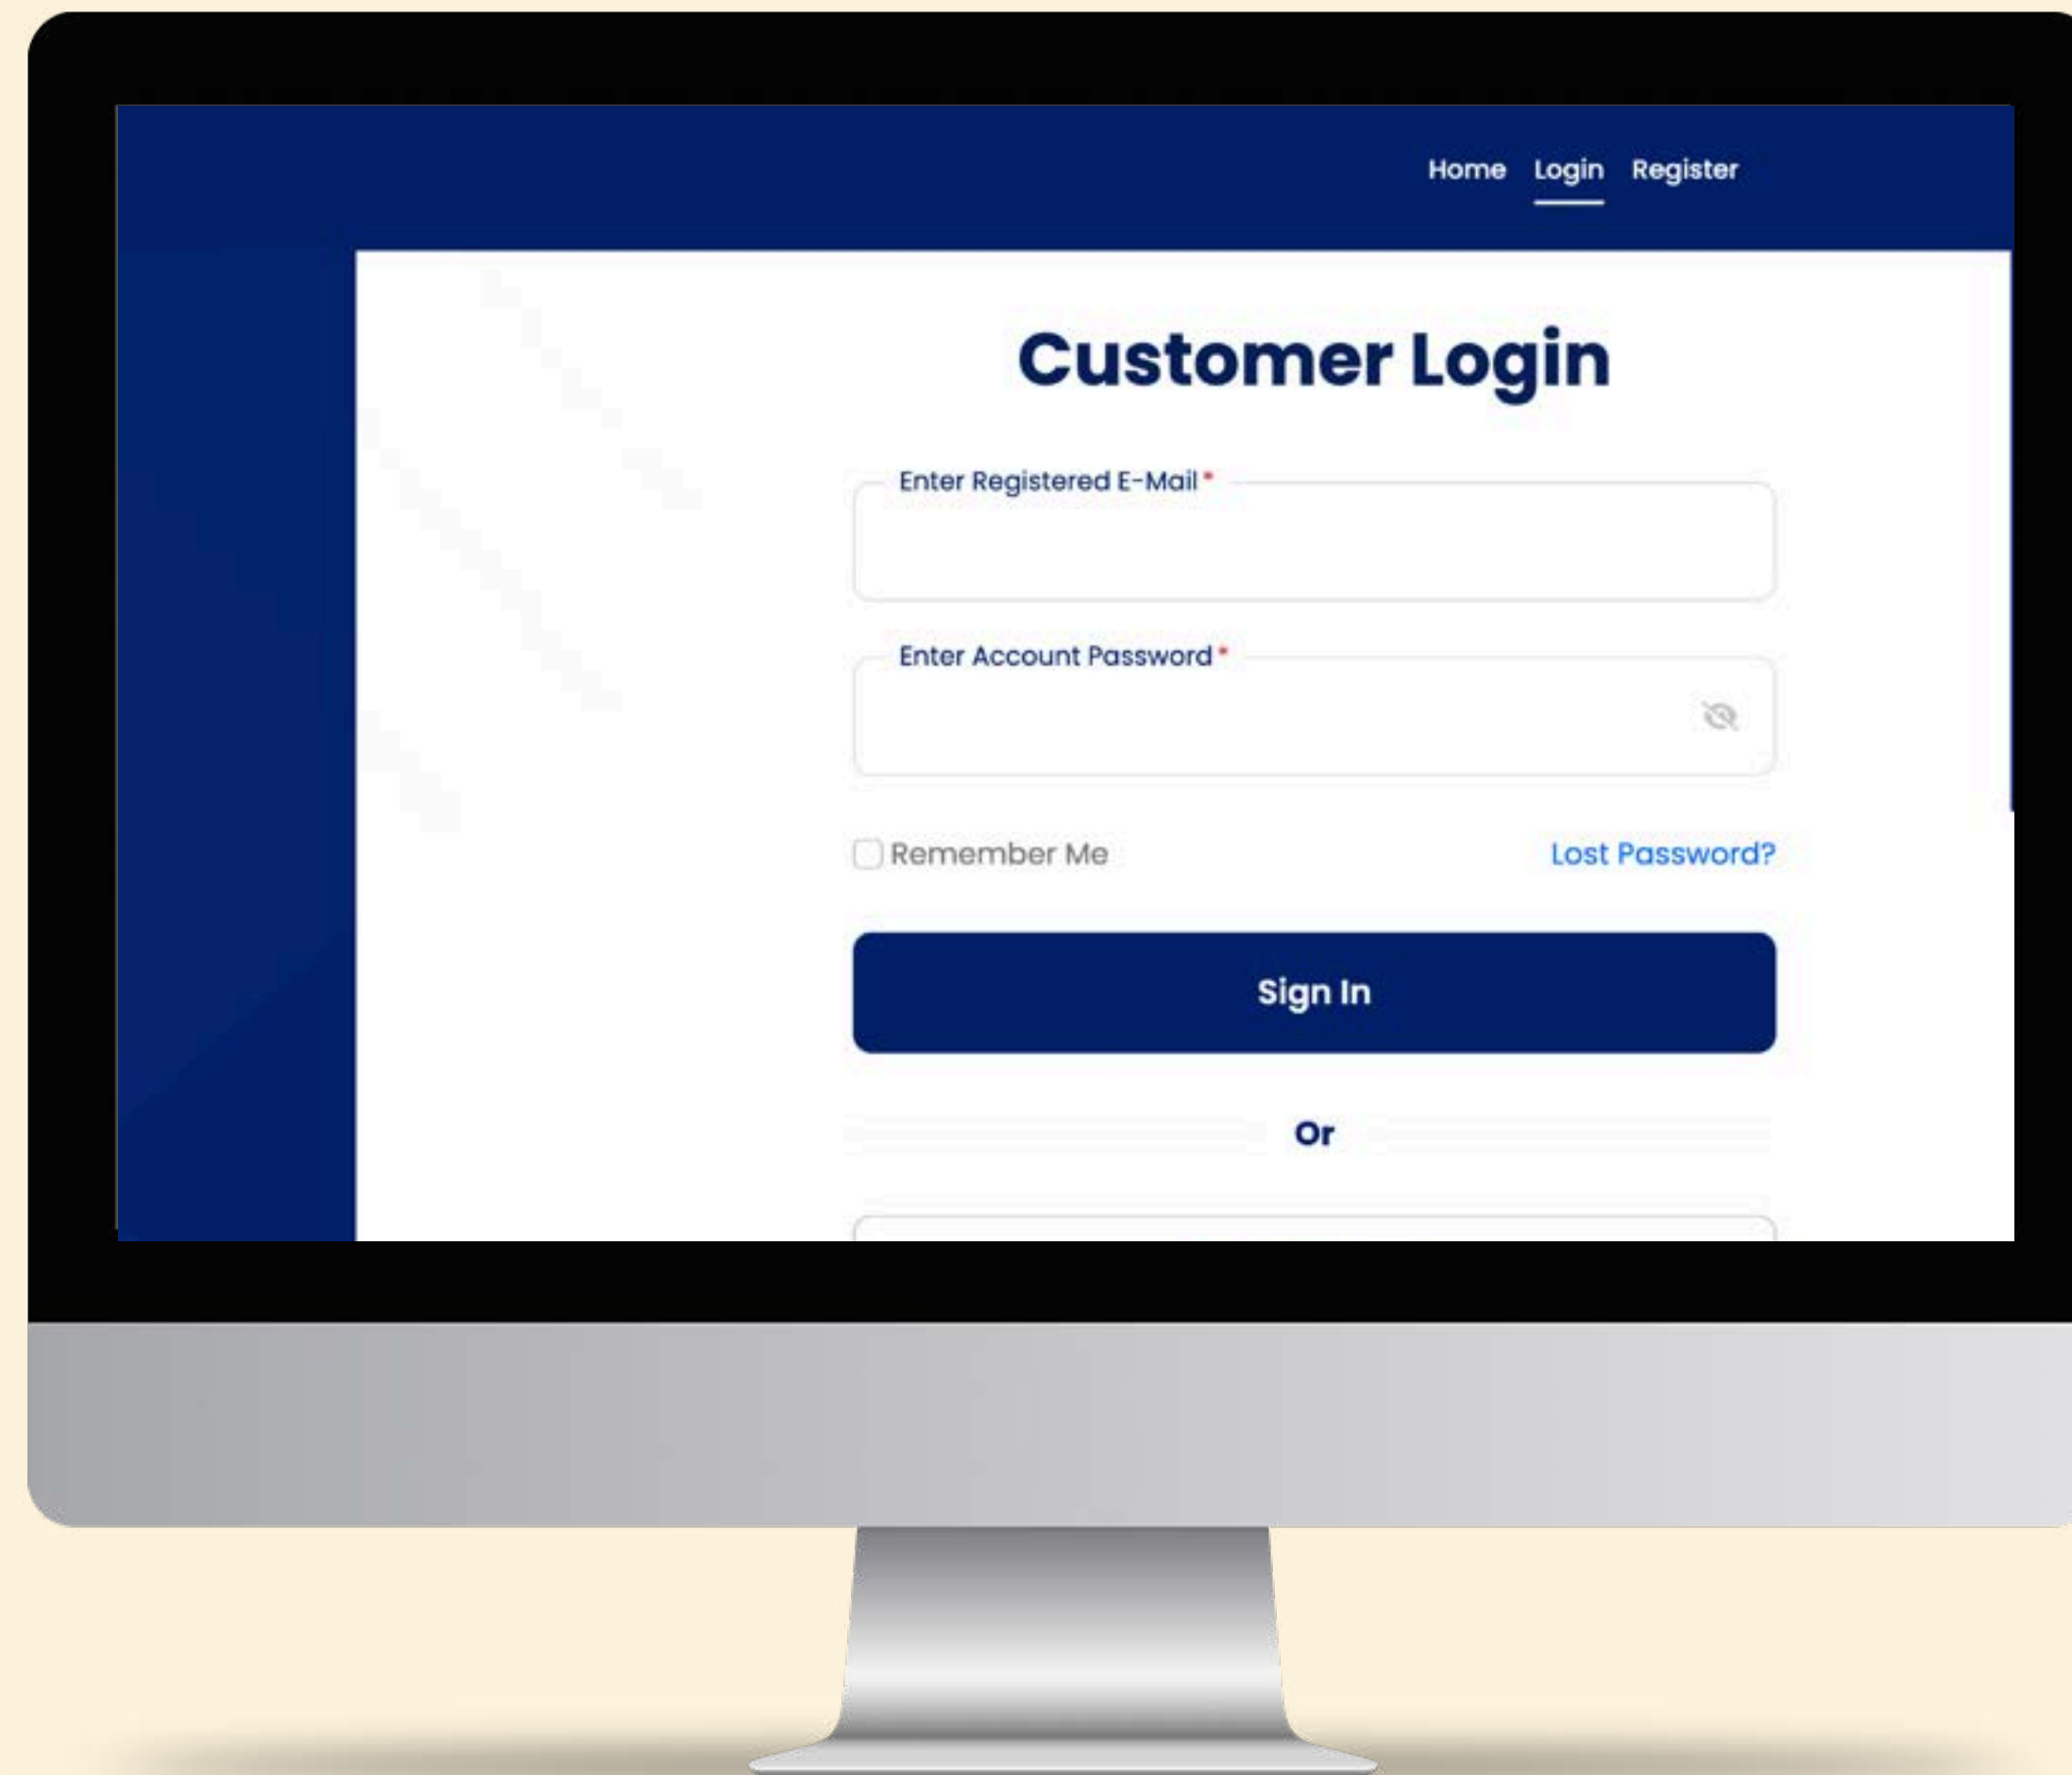 Home Login Register
Customer Login
Enter Registered E-Mail *
Enter Account Password *
Remember Me
Lost Password?
Sign In
Or